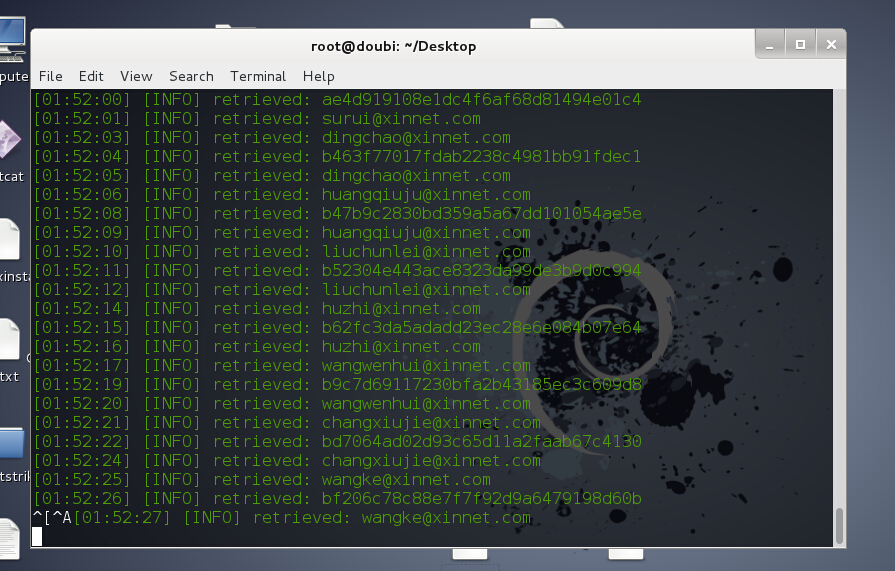 root@doubi: ~/Desktop
File Edit View Search Terminal Help
[01:52:00] [INFO] retrieved: ae4d919108e1dc4f6af68d81494e01c4
[01:52:01] [INFO] retrieved: surui@xinnet.com
[01:52:03] [INFO] retrieved: dingchao@xinnet.com
[01:52:04] [INFO] retrieved: b463f77017fdab2238c4981bb91fdec1
[01:52:05] [INFO] retrieved: dingchao@xinnet.com
[01:52:06] [INFO] retrieved: huangqiuju@xinnet.com
[01:52:08] [INFO] retrieved: b47b9c2830bd359a5a67dd101054ae5e
[01:52:09] [INFO] retrieved: huangqiuju@xinnet.com
[01:52:10] [INFO] retrieved: liuchunlei@xinnet.com
[01:52:11] [INFO] retrieved: b52304e443ace8323da99de3b9d0c994
[01:52:12] [INFO] retrieved: liuchunlei@xinnet.com
[01:52:14] [INFO] retrieved: huzhi@xinnet.com
[01:52:15] [INFO] retrieved: b62fc3da5adadd23ec28e6e084b07e64
[01:52:16] [INFO] retrieved: huzhi@xinnet.com
[01:52:17] [INFO] retrieved: wangwenhui@xinnet.com
[01:52:19] [INFO] retrieved: b9c7d69117230bfa2b43185ec3c609d8
[01:52:20] [INFO] retrieved: wangwenhui@xinnet.com
[01:52:21] [INFO] retrieved: changxiujie@xinnet.com
[01:52:22] [INFO] retrieved: bd7064ad02d93c65d11a2faab67c4130
[01:52:24] [INFO] retrieved: changxiujie@xinnet.com
[01:52:25] [INFO] retrieved: wangke@xinnet.com
[01:52:26] [INFO] retrieved: bf206c78c88e7f7f92d9a6479198d60b
^[^A[01:52:27] [INFO] retrieved: wangke@xinnet.com